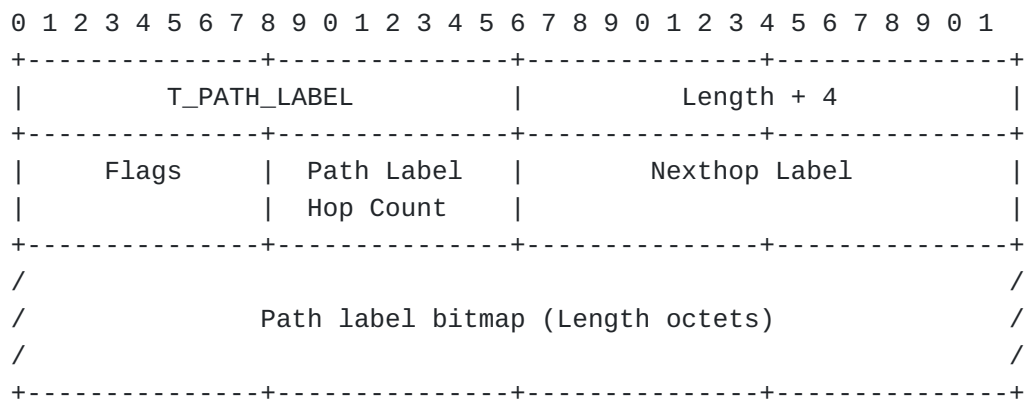 0 1 2 3 4 5 6 7 8 9 0 1 2 3 4 5 6 7 8 9 0 1 2 3 4 5 6 7 8 9 0 1
+---------------+---------------+---------------+---------------+
|         T_PATH_LABEL          |          Length + 4           |
+---------------+---------------+---------------+---------------+
|     Flags     |  Path Label   |        Nexthop Label          |
|               |  Hop Count    |                               |
+---------------+---------------+---------------+---------------+
/                                                               /
/               Path label bitmap (Length octets)               /
/                                                               /
+---------------+---------------+---------------+---------------+